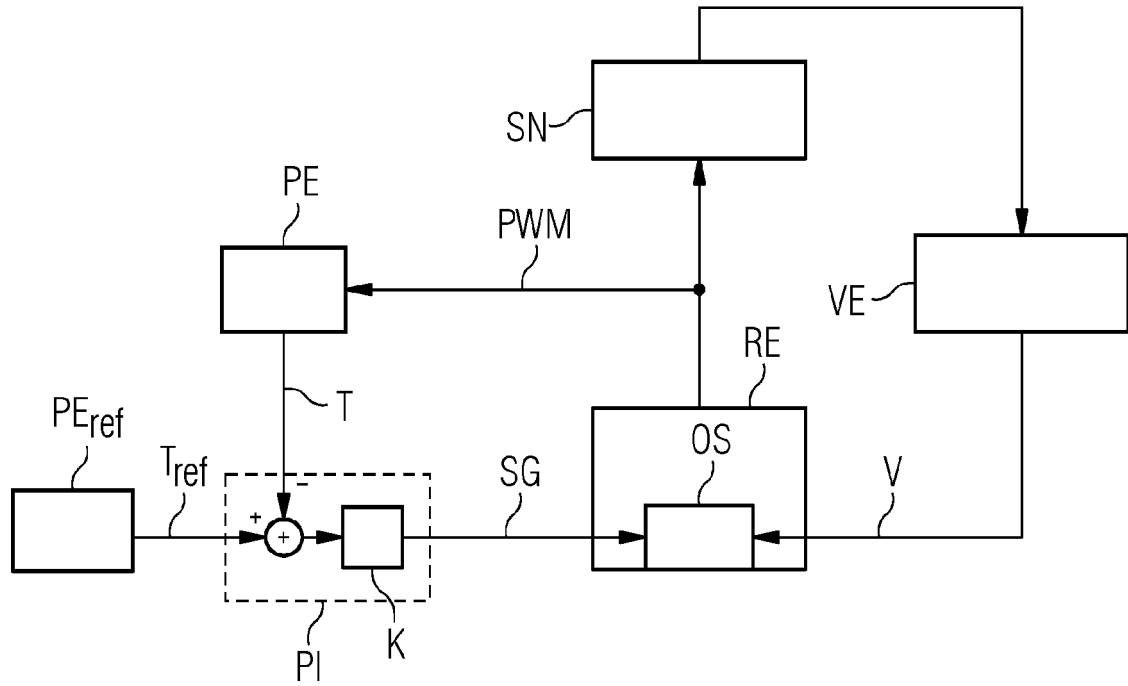 SN
PE
PWM
VE
RE
T
PEref
OS
Tref
-
SG
V
+
+
K
PI